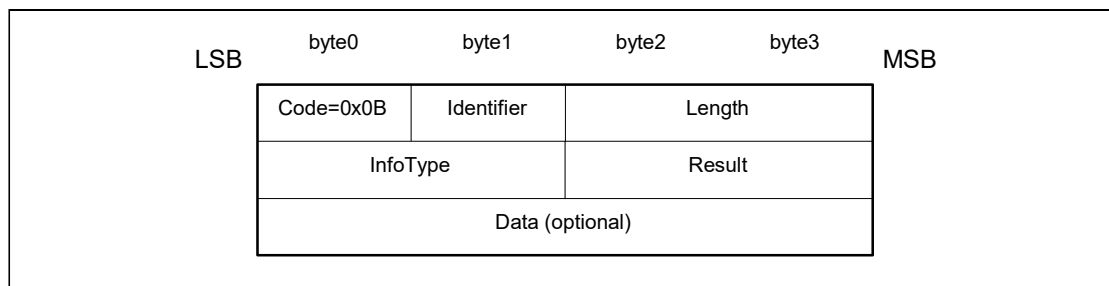 byte0 byte1 byte2 byte3
LSB MSB
Code=0x0B Identifier Length
InfoType Result
Data (optional)